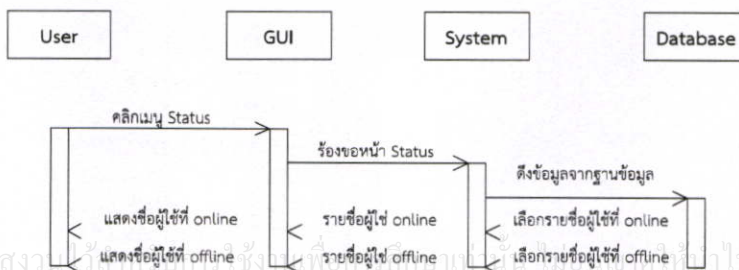 User
GUI
System
Database
คลิกเมนู Status
ร้องขอหน้า Status
ดึงข้อมูลจากฐานข้อมูล
แสดงชื่อผู้ใช้ที่ online
รายชื่อผู้ใช่ online
เลือกรายชื่อผู้ใช้ที่ online
แสดงชื่อผู้ใช้ที่ offline
รายชื่อผู้ใช่ offline
เลือกรายชื่อผู้ใช้ที่ offline